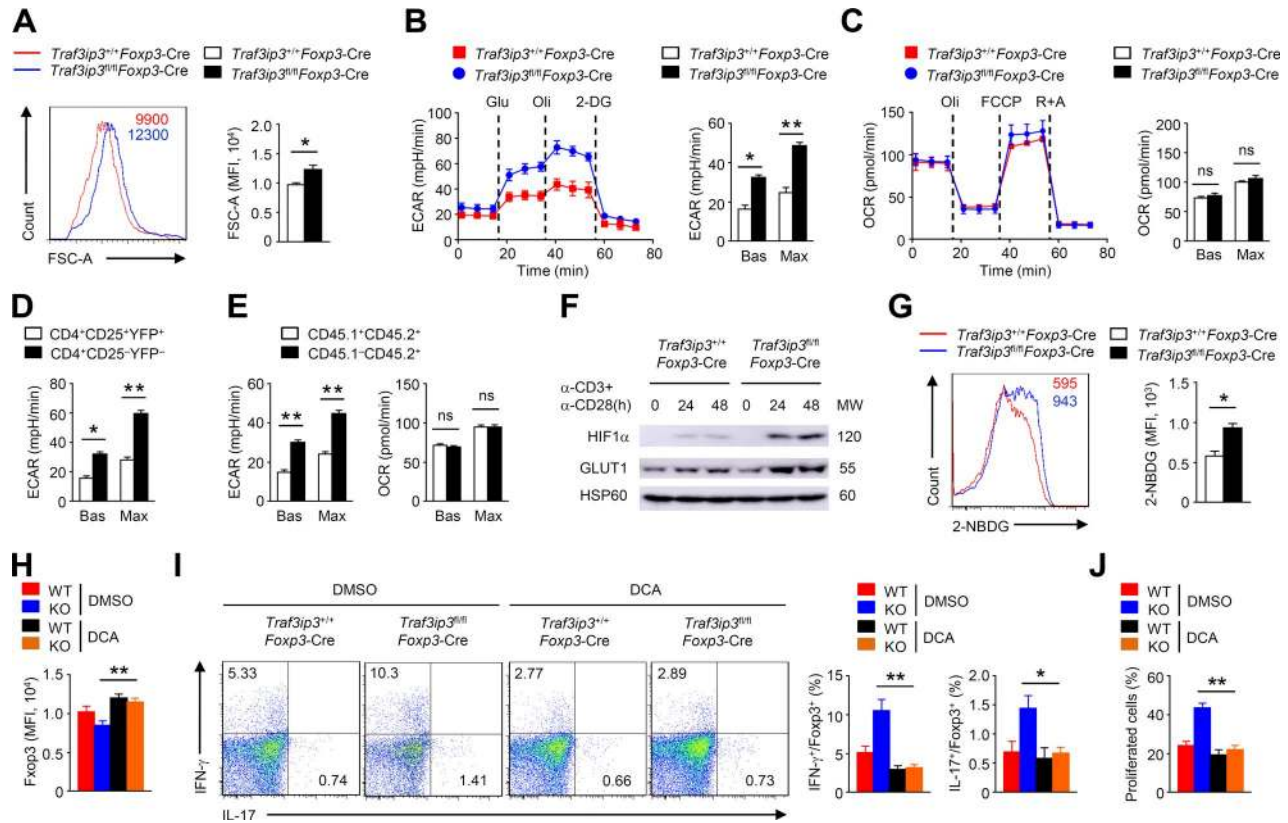 A
Traf3ip3+/+Foxp3-Cre
Traf3ip3fl/flFoxp3-Cre
Traf3ip3+/+Foxp3-Cre
Traf3ip3fl/flFoxp3-Cre
9900
12300
Count
FSC-A
FSC-A (MFI, 10⁴)
2.0
1.5
1.0
0.5
0
*
B
Traf3ip3+/+Foxp3-Cre
Traf3ip3fl/flFoxp3-Cre
Traf3ip3+/+Foxp3-Cre
Traf3ip3fl/flFoxp3-Cre
Glu Oli 2-DG
ECAR (mpH/min)
100
80
60
40
20
0
0 20 40 60 80
Time (min)
ECAR (mpH/min)
60
40
20
0
* **
Bas Max
C
Traf3ip3+/+Foxp3-Cre
Traf3ip3fl/flFoxp3-Cre
Traf3ip3+/+Foxp3-Cre
Traf3ip3fl/flFoxp3-Cre
Oli FCCP R+A
OCR (pmol/min)
150
100
50
0
0 20 40 60 80
Time (min)
OCR (pmol/min)
200
150
100
50
0
ns ns
Bas Max
D
CD4+CD25+YFP+
CD4+CD25−YFP−
ECAR (mpH/min)
80
60
40
20
0
* **
Bas Max
E
CD45.1+CD45.2+
CD45.1−CD45.2+
ECAR (mpH/min)
60
40
20
0
** **
Bas Max
OCR (pmol/min)
200
150
100
50
0
ns ns
Bas Max
F
Traf3ip3+/+ Traf3ip3fl/fl
Foxp3-Cre Foxp3-Cre
α-CD3+
α-CD28(h) 0 24 48 0 24 48 MW
HIF1α 120
GLUT1 55
HSP60 60
G
Traf3ip3+/+Foxp3-Cre
Traf3ip3fl/flFoxp3-Cre
Traf3ip3+/+Foxp3-Cre
Traf3ip3fl/flFoxp3-Cre
595
943
Count
2-NBDG
2-NBDG (MFI, 10³)
1.5
1.0
0.5
0
*
H
WT
KO
DMSO
WT
KO
DCA
Fxop3 (MFI, 10⁴)
1.5
1.0
0.5
0
**
I
DMSO DCA
Traf3ip3+/+ Traf3ip3fl/fl Traf3ip3+/+ Traf3ip3fl/fl
Foxp3-Cre Foxp3-Cre Foxp3-Cre Foxp3-Cre
5.33 10.3 2.77 2.89
0.74 1.41 0.66 0.73
IFN-γ
IL-17
WT
KO
DMSO
WT
KO
DCA
IFN-γ+/Foxp3+ (%)
15
10
5
0
**
WT
KO
DMSO
WT
KO
DCA
IL-17+/Foxp3+ (%)
2.0
1.5
1.0
0.5
0
*
J
WT
KO
DMSO
WT
KO
DCA
Proliferated cells (%)
60
40
20
0
**